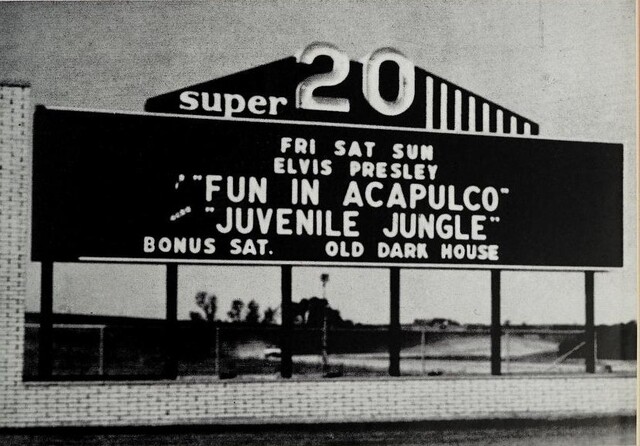 super 20
FRI SAT SUN
ELVIS PRESLEY
"FUN IN ACAPULCO"
"JUVENILE JUNGLE"
BONUS SAT. OLD DARK HOUSE